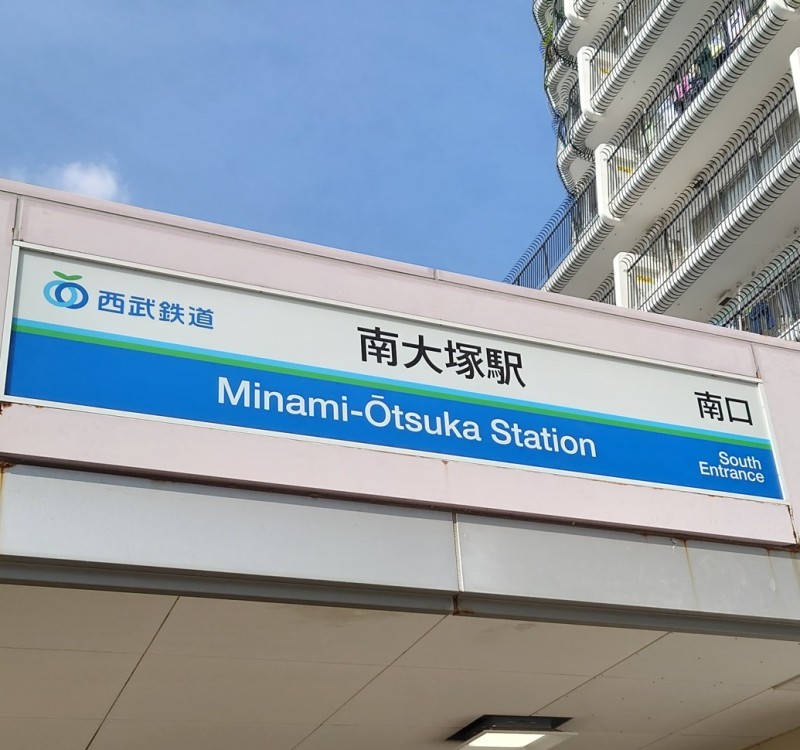 西武鉄道
南大塚駅
南口
Minami-Ōtsuka Station
South
Entrance